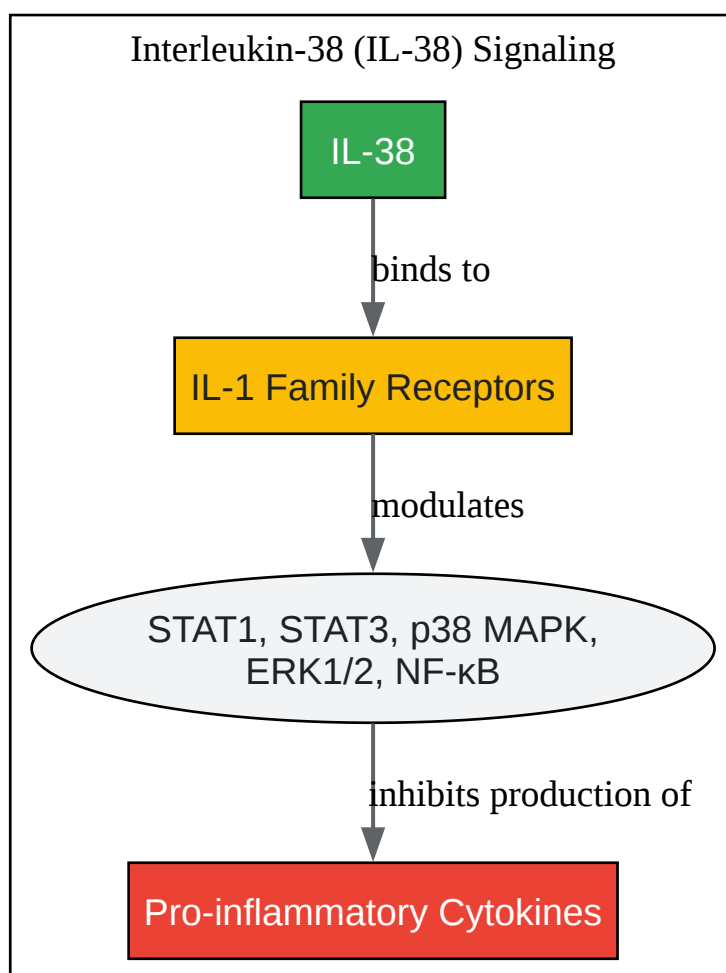 Interleukin-38 (IL-38) Signaling
IL-38
binds to
IL-1 Family Receptors
modulates
STAT1, STAT3, p38 MAPK,
ERK1/2, NF-κB
inhibits production of
Pro-inflammatory Cytokines